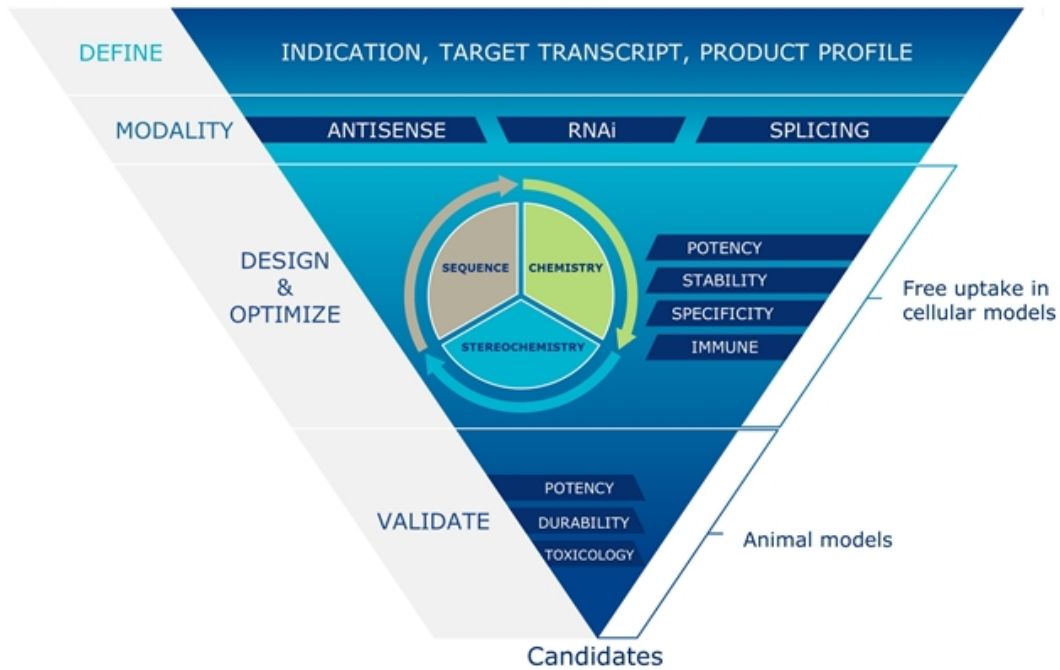 DEFINE
INDICATION, TARGET TRANSCRIPT, PRODUCT PROFILE
MODALITY
ANTISENSE
RNAi
SPLICING
DESIGN
&
OPTIMIZE
SEQUENCE
CHEMISTRY
STEREOCHEMISTRY
POTENCY
STABILITY
SPECIFICITY
IMMUNE
Free uptake in
cellular models
VALIDATE
POTENCY
DURABILITY
TOXICOLOGY
Animal models
Candidates